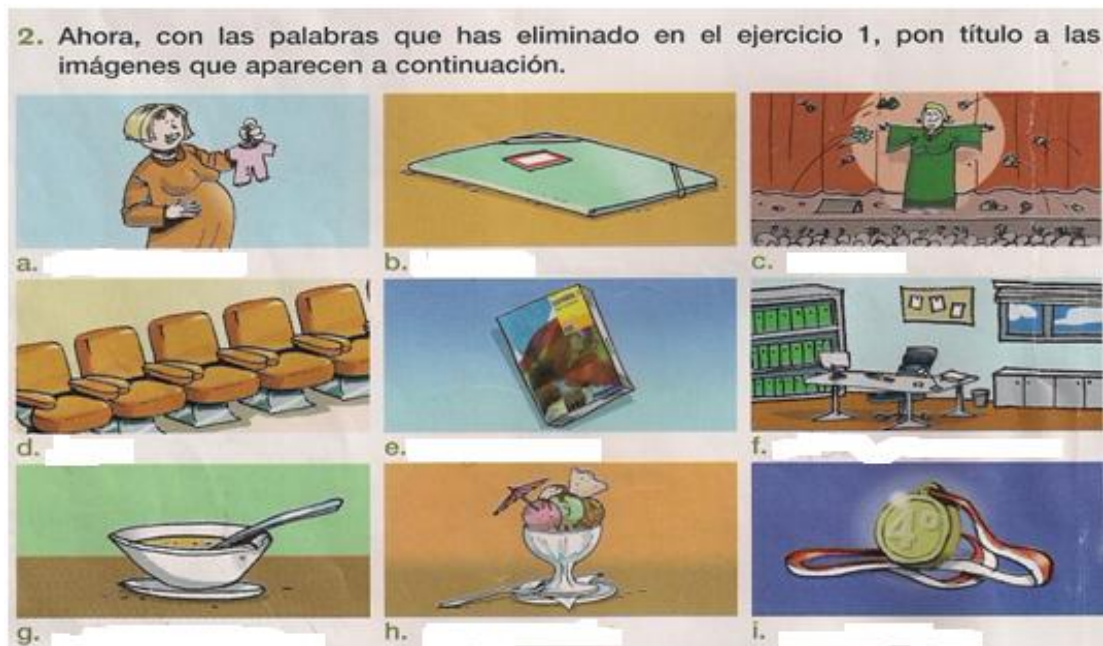 2. Ahora, con las palabras que has eliminado en el ejercicio 1, pon título a las
imágenes que aparecen a continuación.
a.
b.
c.
d.
e.
f.
g.
h.
i.
4º